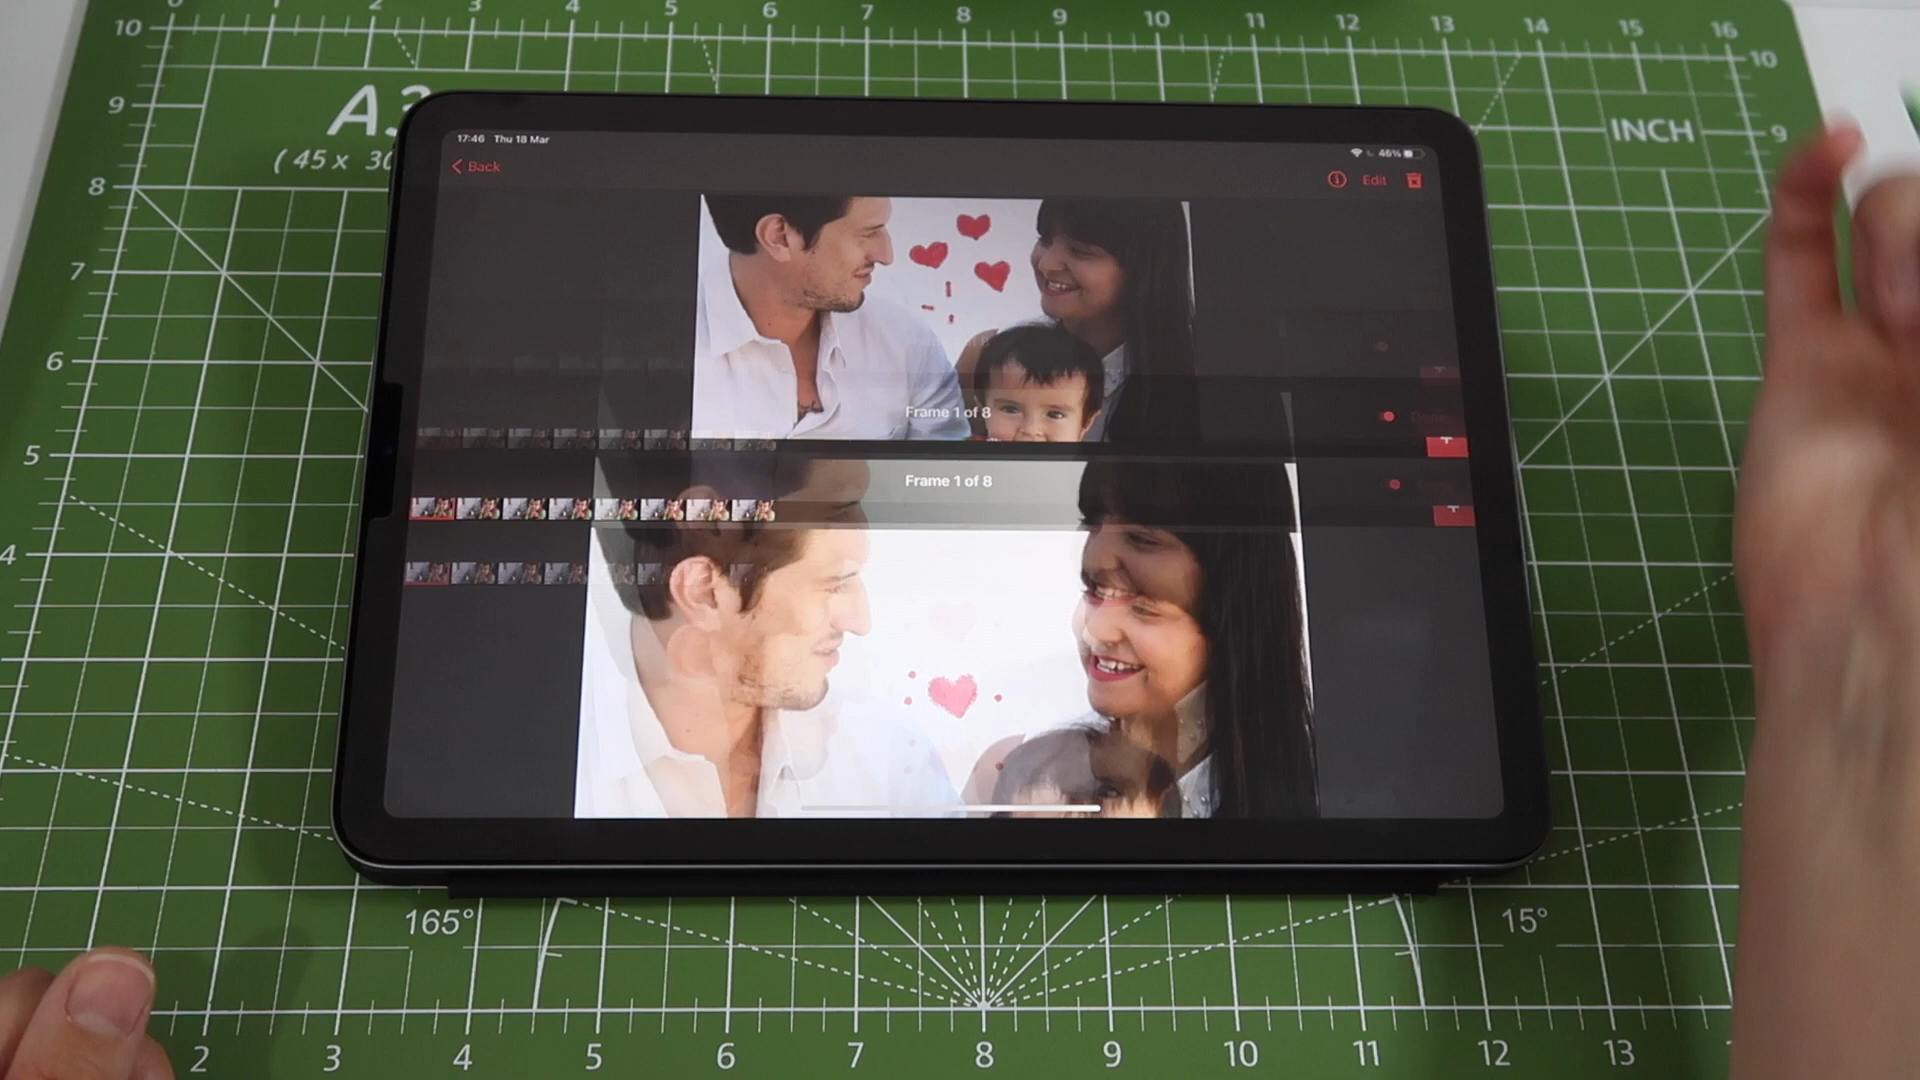 0 1 2 3 4 5 6 7 8 9 10 11 12 13 14 15 16
10
10
A3
INCH
9
9
(45 x 30
8
7
6
5
4
17:46 Thu 18 Mar
46%
Back
Edit
Frame 1 of 8
Done
Frame 1 of 8
165°
15°
2 3 4 5 6 7 8 9 10 11 12 13